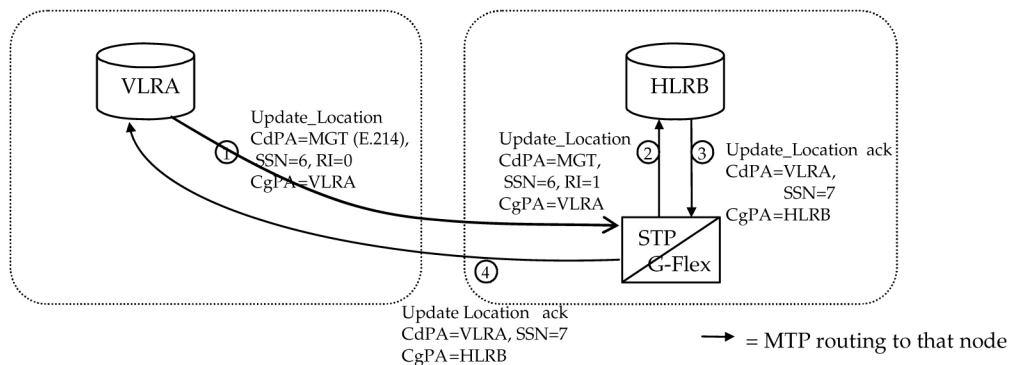 VLRA
HLRB
Update_Location
CdPA=MGT (E.214),
SSN=6, RI=0
CgPA=VLRA
1
Update_Location
CdPA=MGT,
SSN=6, RI=1
CgPA=VLRA
2
3
Update_Location ack
CdPA=VLRA,
SSN=7
CgPA=HLRB
STP
G-Flex
4
Update Location ack
CdPA=VLRA, SSN=7
CgPA=HLRB
= MTP routing to that node